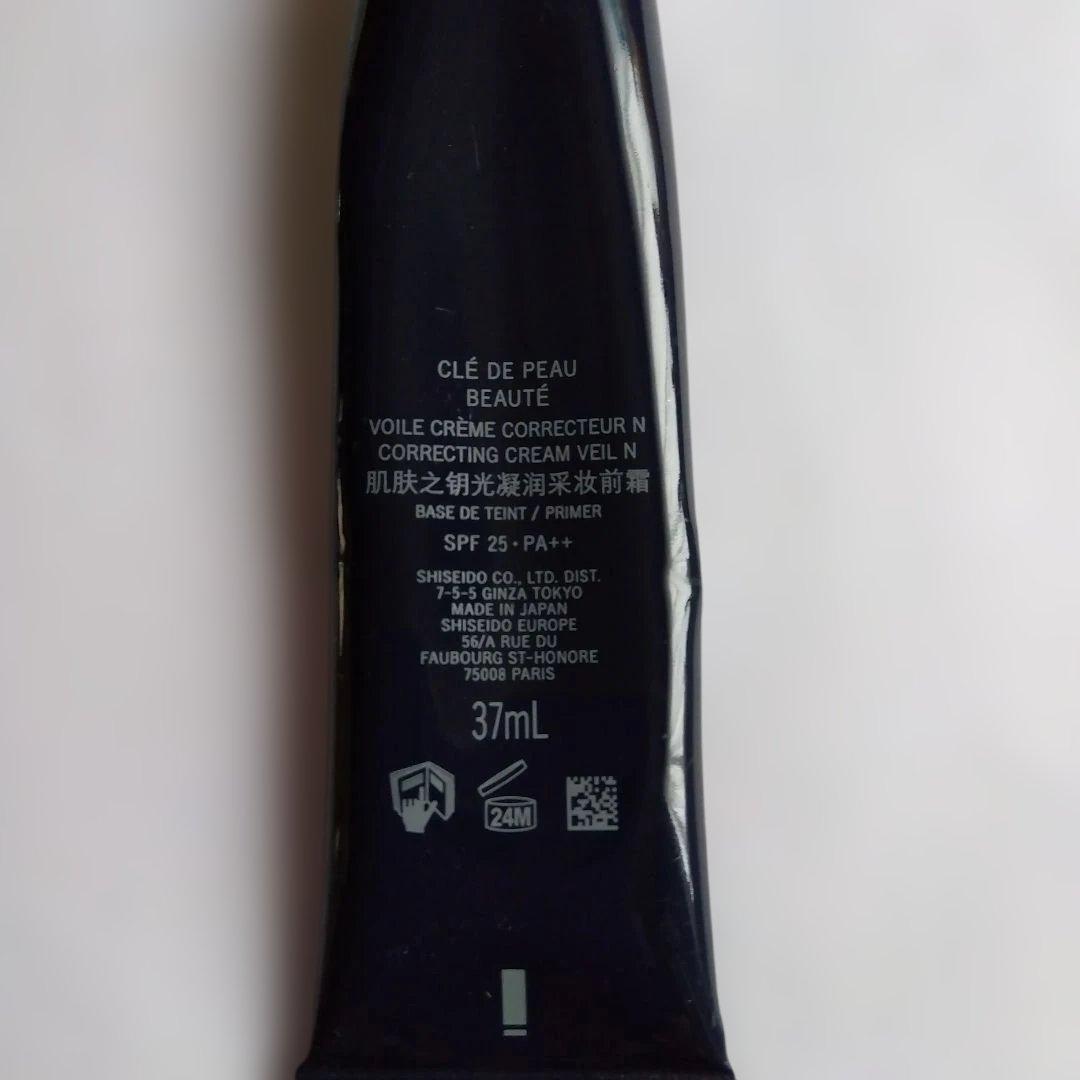 CLÉ DE PEAU
BEAUTÉ
VOILE CRÈME CORRECTEUR N
CORRECTING CREAM VEIL N
肌肤之钥光凝润采妆前霜
BASE DE TEINT / PRIMER
SPF 25・PA++
SHISEIDO CO., LTD. DIST.
7-5-5 GINZA TOKYO
MADE IN JAPAN
SHISEIDO EUROPE
56/A RUE DU
FAUBOURG ST-HONORE
75008 PARIS
37mL
24M